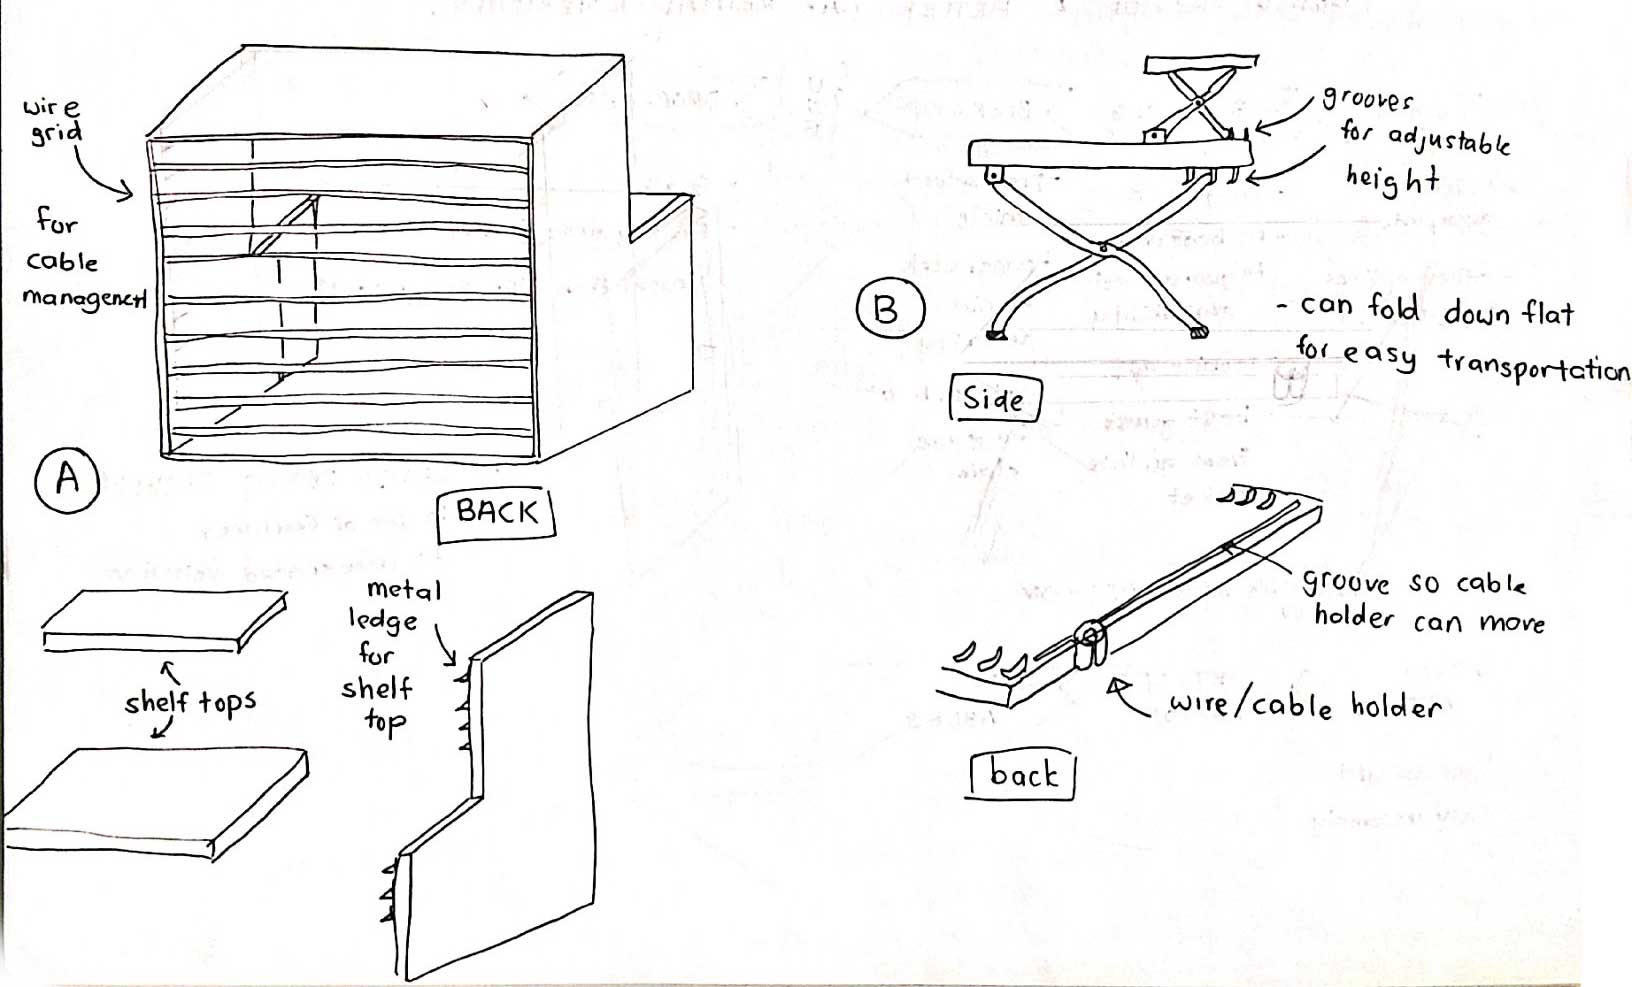 wire
grid
for
cable
management
A
BACK
shelf tops
metal
ledge
for
shelf
top
grooves
for adjustable
height
B
- can fold down flat
for easy transportation
Side
groove so cable
holder can move
wire/cable holder
back